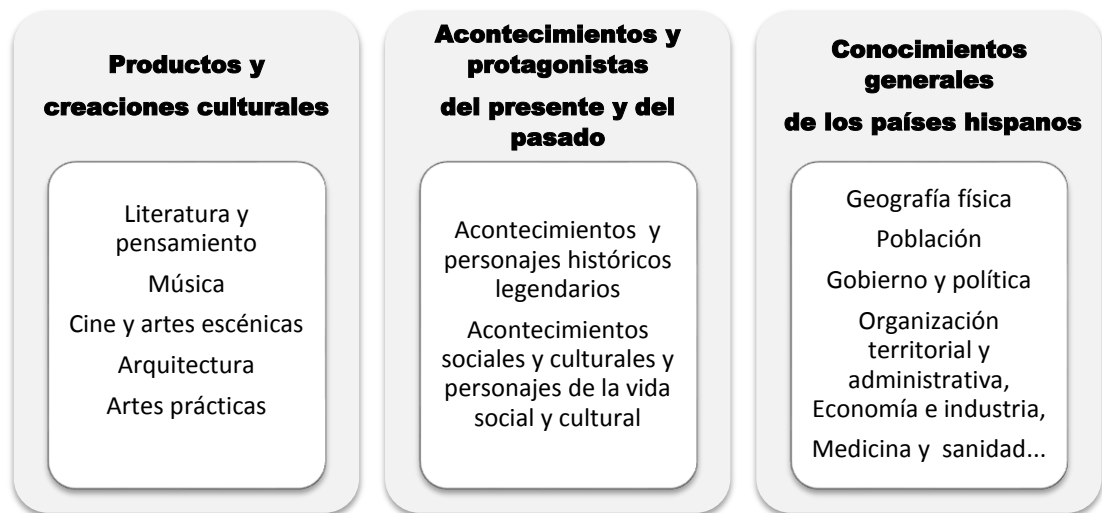 Productos y
creaciones culturales
Literatura y
pensamiento
Música
Cine y artes escénicas
Arquitectura
Artes prácticas
Acontecimientos y
protagonistas
del presente y del
pasado
Acontecimientos y
personajes históricos
legendarios
Acontecimientos
sociales y culturales y
personajes de la vida
social y cultural
Conocimientos
generales
de los países hispanos
Geografía física
Población
Gobierno y política
Organización
territorial y
administrativa,
Economía e industria,
Medicina y sanidad...